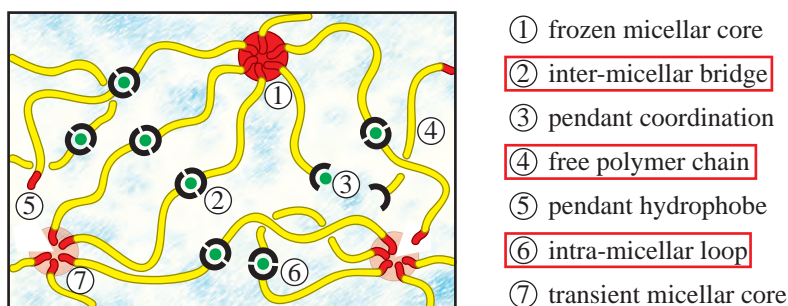 ① frozen micellar core
② inter-micellar bridge
③ pendant coordination
④ free polymer chain
⑤ pendant hydrophobe
⑥ intra-micellar loop
⑦ transient micellar core
①
④
③
②
⑤
⑥
⑦